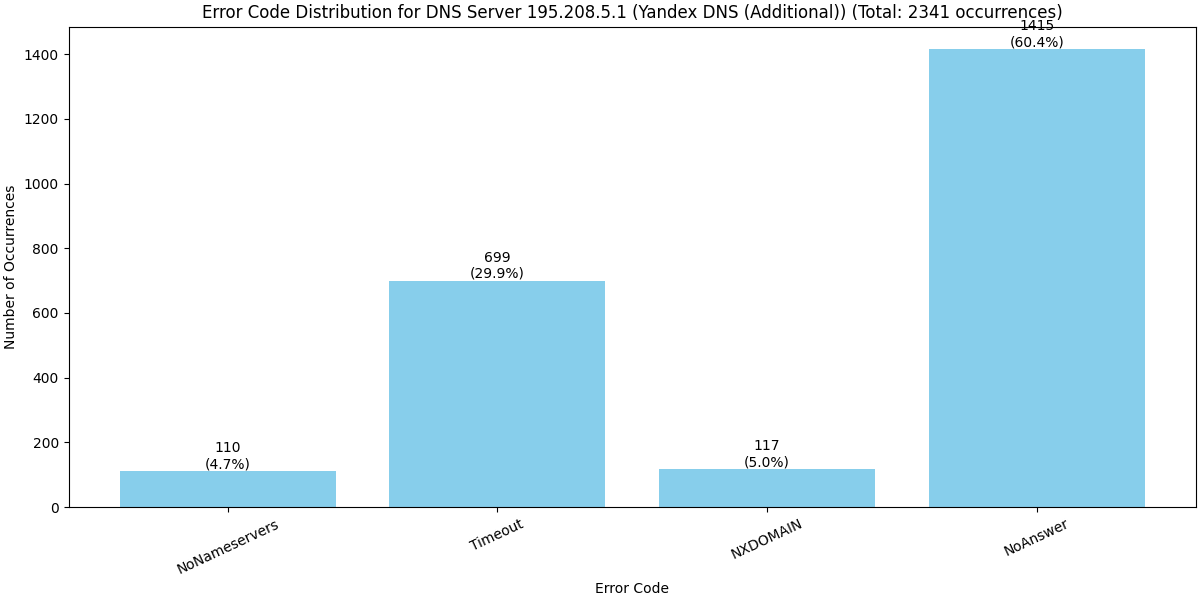 Error Code Distribution for DNS Server 195.208.5.1 (Yandex DNS (Additional)) (Total: 2341 occurrences)
Number of Occurrences
1400
1200
1000
800
600
400
200
0
110
(4.7%)
699
(29.9%)
117
(5.0%)
1415
(60.4%)
NoNameservers
Timeout
NXDOMAIN
NoAnswer
Error Code